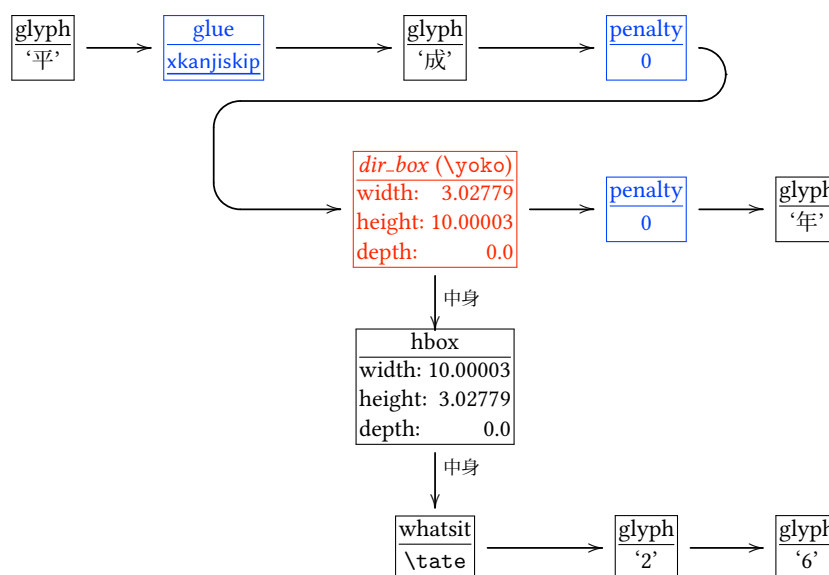 glyph
‘平’
glue
xkanjiskip
glyph
‘成’
penalty
0
dir_box (\yoko)
width: 3.02779
height: 10.00003
depth: 0.0
penalty
0
glyph
‘年’
中身
hbox
width: 10.00003
height: 3.02779
depth: 0.0
中身
whatsit
\tate
glyph
‘2’
glyph
‘6’